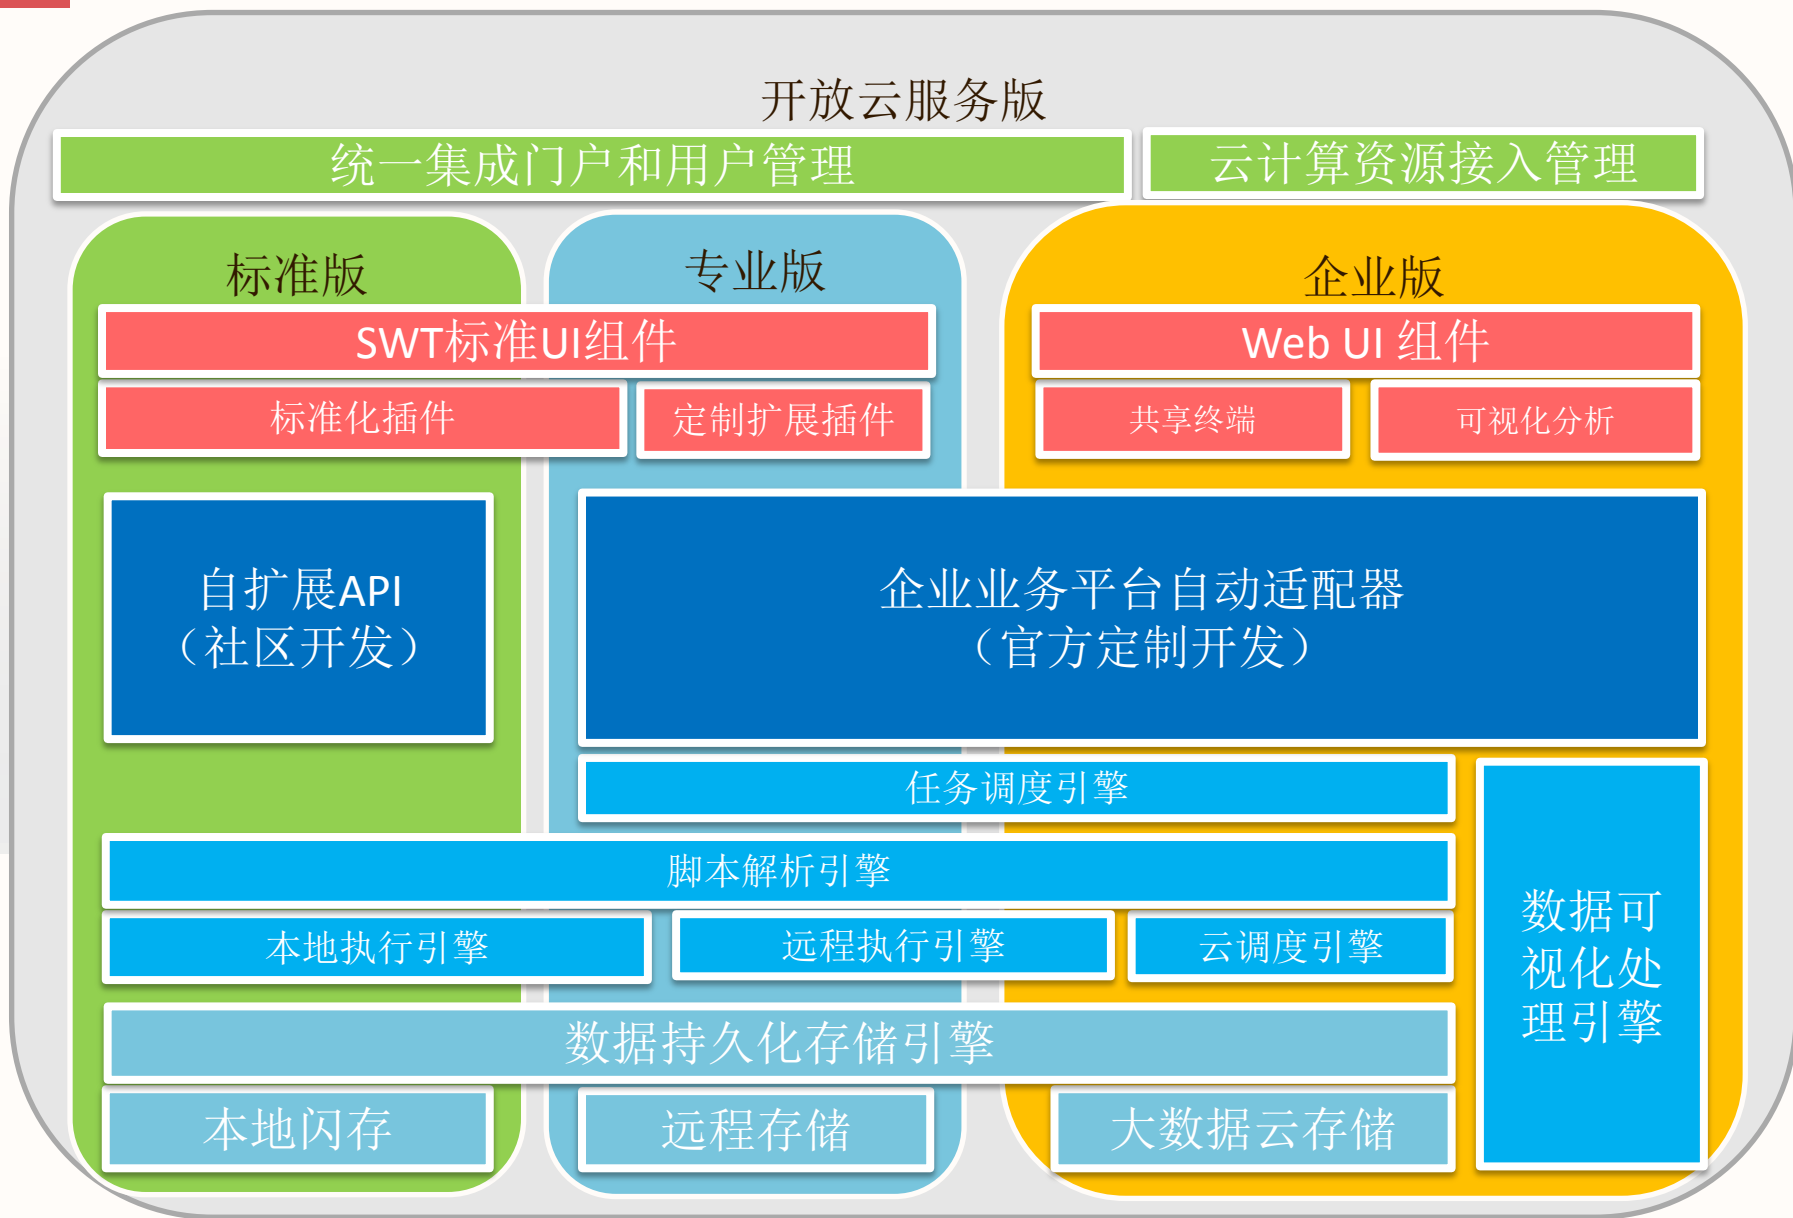 开放云服务版
统一集成门户和用户管理
云计算资源接入管理
标准版
专业版
企业版
SWT标准UI组件
Web UI 组件
标准化插件
定制扩展插件
共享终端
可视化分析
自扩展API
（社区开发）
企业业务平台自动适配器
（官方定制开发）
任务调度引擎
脚本解析引擎
本地执行引擎
远程执行引擎
云调度引擎
数据可
视化处
理引擎
数据持久化存储引擎
本地闪存
远程存储
大数据云存储